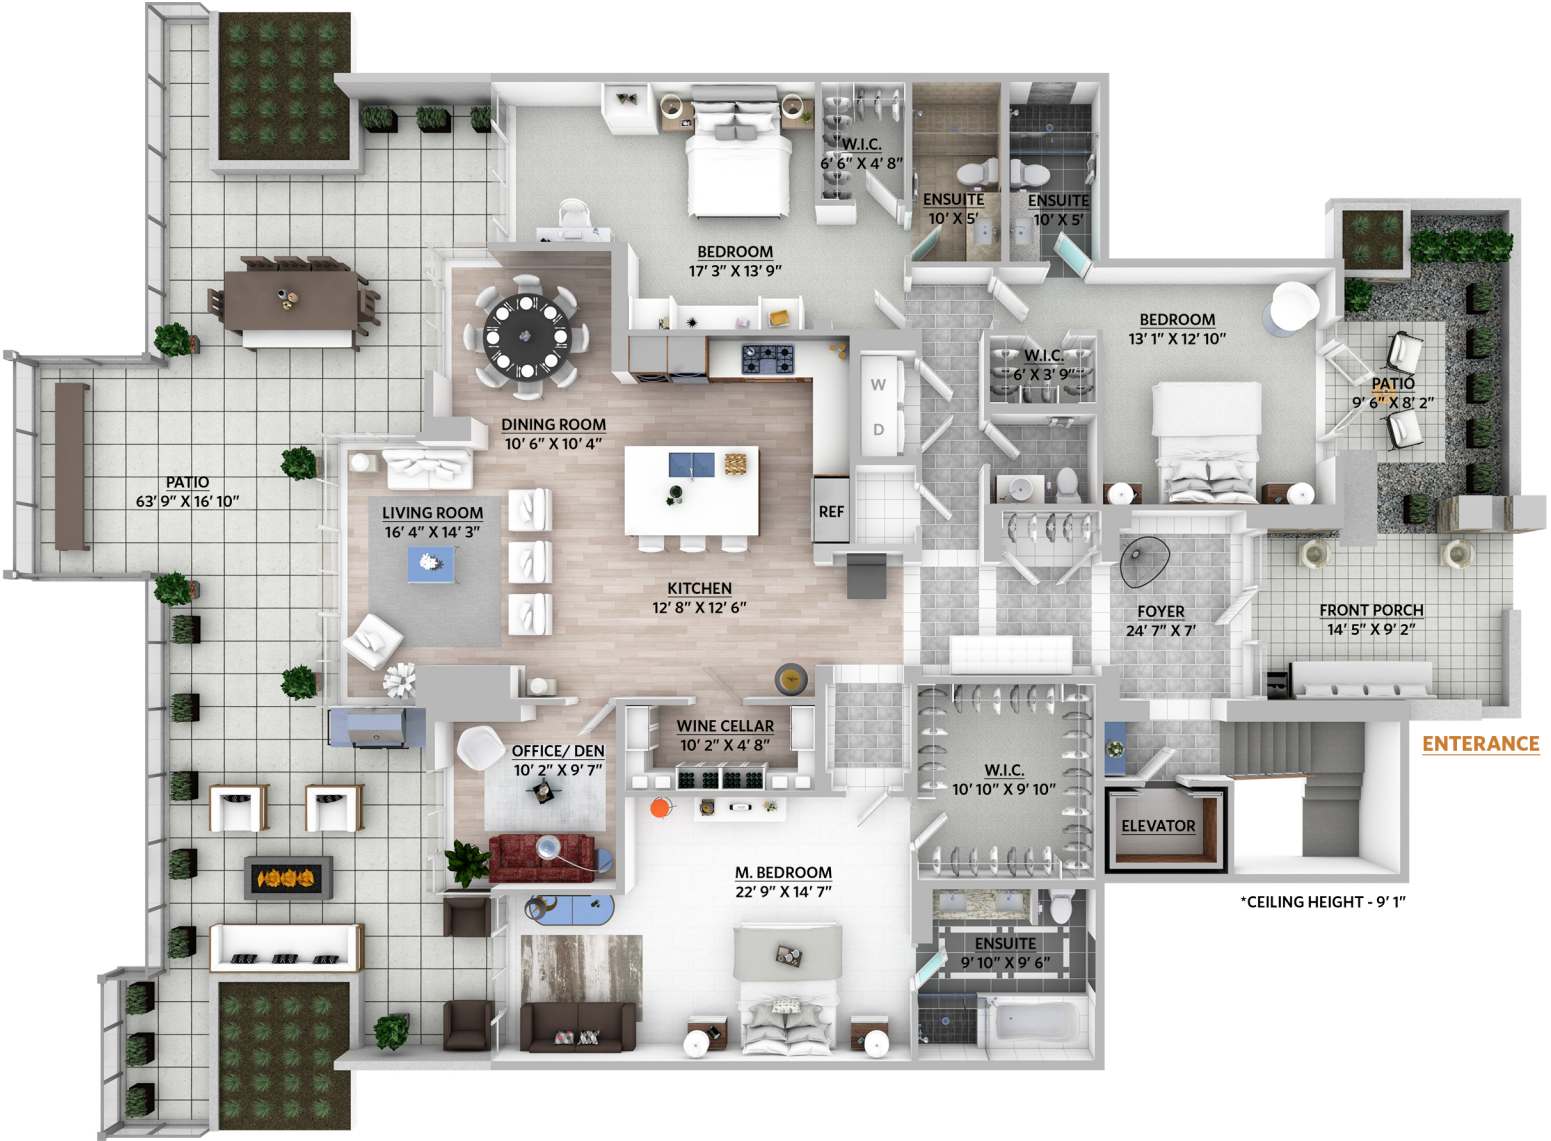 W.I.C.
6' 6" X 4' 8"
ENSUITE
10' X 5'
ENSUITE
10' X 5'
BEDROOM
17' 3" X 13' 9"
BEDROOM
13' 1" X 12' 10"
W.I.C.
6' X 3' 9"
PATIO
9' 6" X 8' 2"
W
D
DINING ROOM
10' 6" X 10' 4"
PATIO
63' 9" X 16' 10"
LIVING ROOM
16' 4" X 14' 3"
REF
KITCHEN
12' 8" X 12' 6"
FOYER
24' 7" X 7'
FRONT PORCH
14' 5" X 9' 2"
WINE CELLAR
10' 2" X 4' 8"
OFFICE/ DEN
10' 2" X 9' 7"
W.I.C.
10' 10" X 9' 10"
ENTERANCE
ELEVATOR
M. BEDROOM
22' 9" X 14' 7"
*CEILING HEIGHT - 9' 1"
ENSUITE
9' 10" X 9' 6"